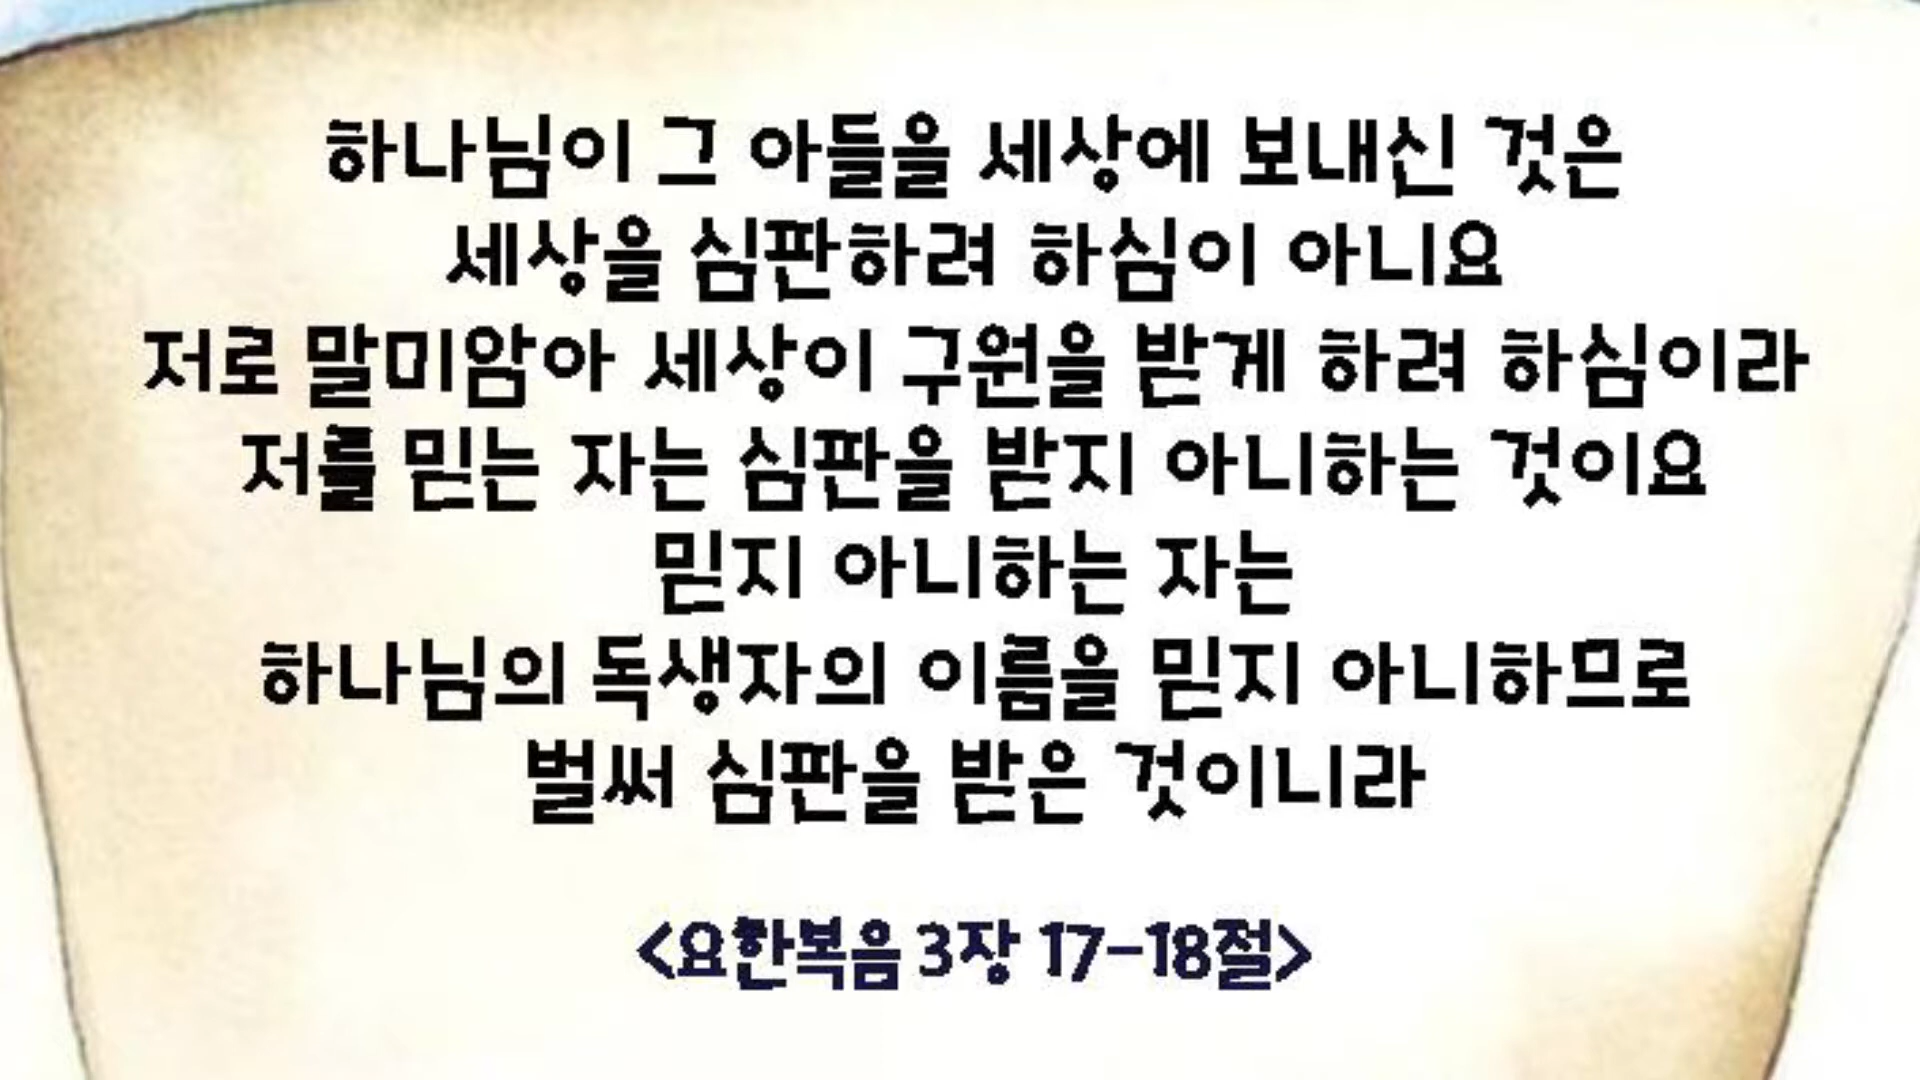 하나님이 그 아들을 세상에 보내신 것은
세상을 심판하려 하심이 아니요
저로 말미암아 세상이 구원을 받게 하려 하심이라
저를 믿는 자는 심판을 받지 아니하는 것이요
믿지 아니하는 자는
하나님의 독생자의 이름을 믿지 아니하므로
벌써 심판을 받은 것이니라
<요한복음 3장 17-18절>